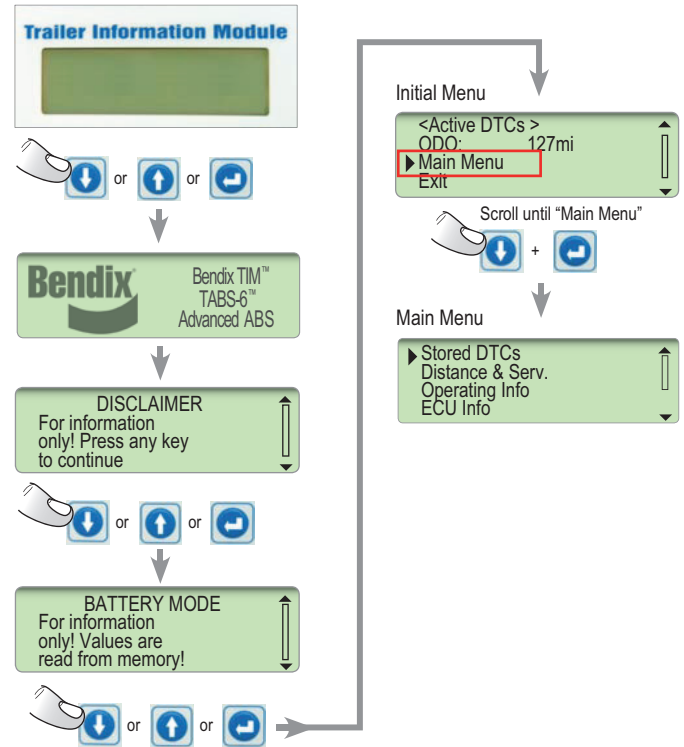 Trailer Information Module
or
or
Bendix
Bendix TIM™
TABS-6™
Advanced ABS
DISCLAIMER
For information
only! Press any key
to continue
or
or
BATTERY MODE
For information
only! Values are
read from memory!
or
or
Initial Menu
<Active DTCs >
ODO: 127mi
Main Menu
Exit
Scroll until “Main Menu”
+
Main Menu
Stored DTCs
Distance & Serv.
Operating Info
ECU Info